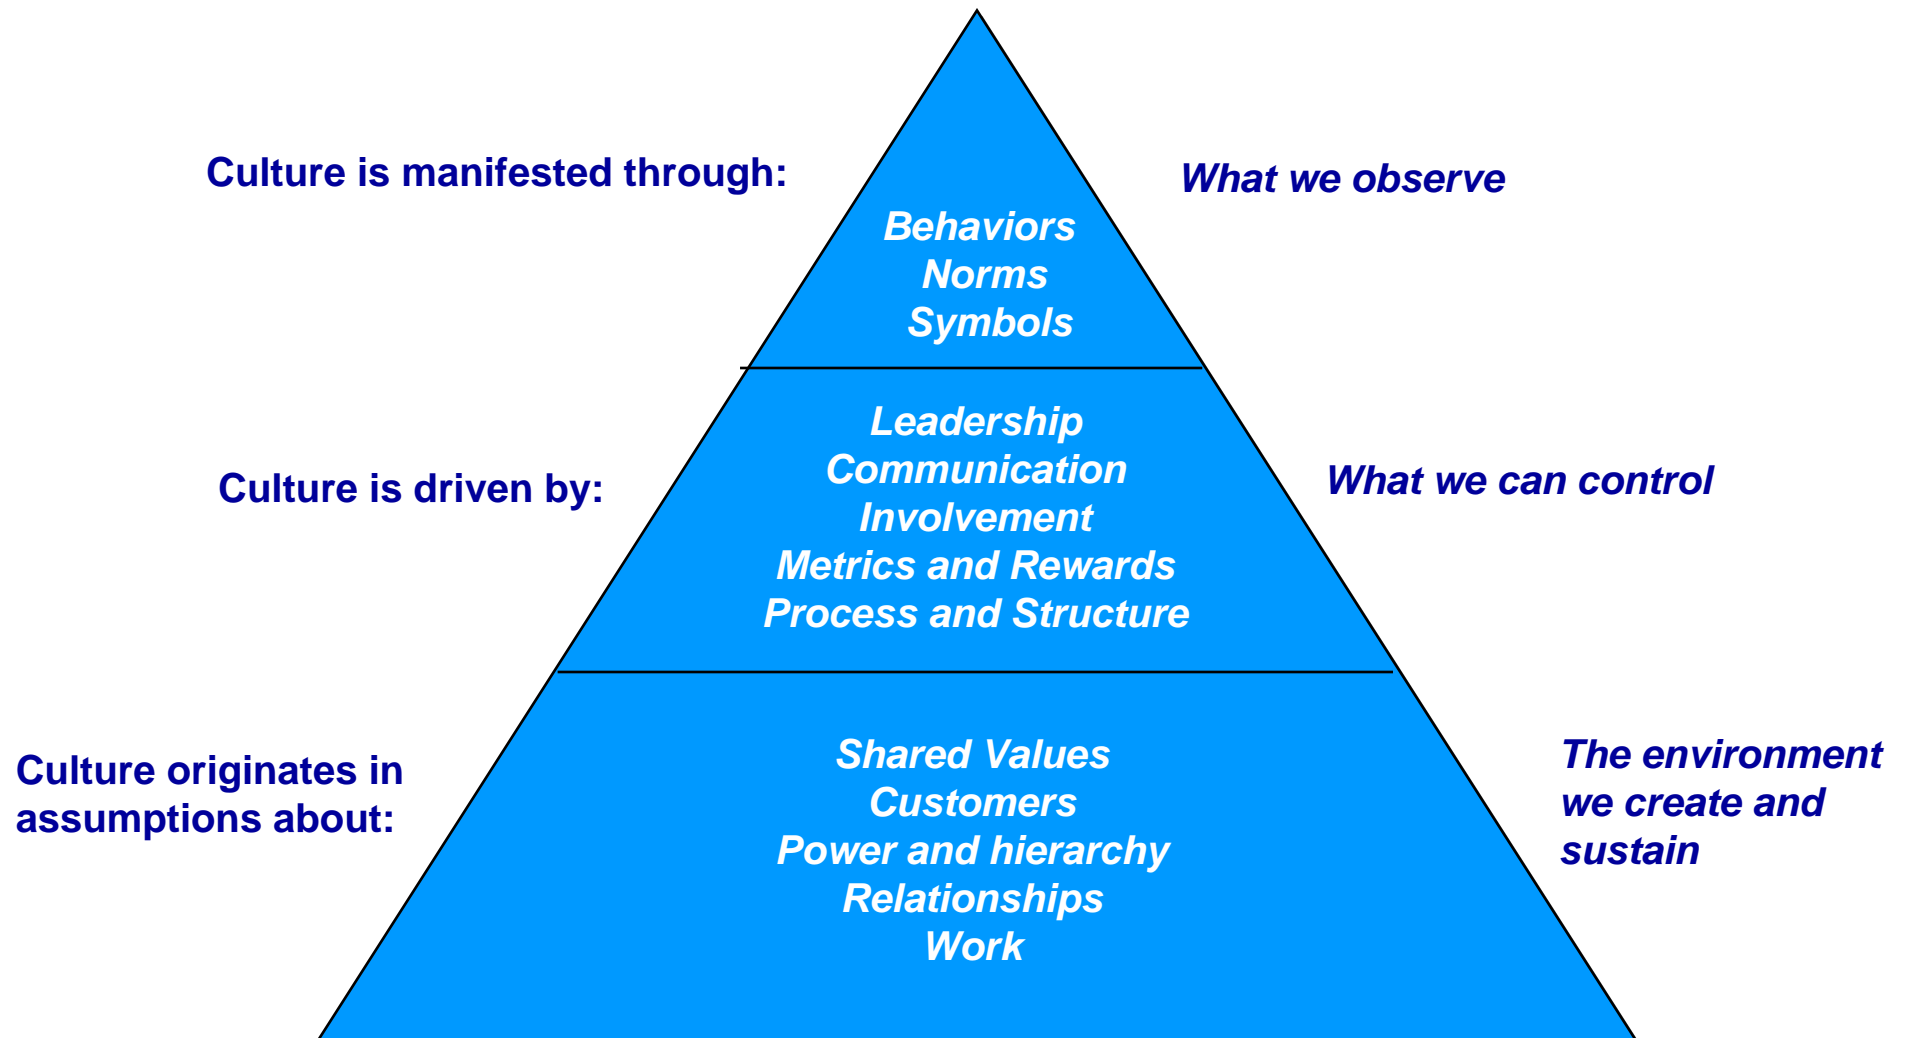 Culture is manifested through:
What we observe
Behaviors
Norms
Symbols
Culture is driven by:
What we can control
Leadership
Communication
Involvement
Metrics and Rewards
Process and Structure
Culture originates in
assumptions about:
The environment
we create and
sustain
Shared Values
Customers
Power and hierarchy
Relationships
Work